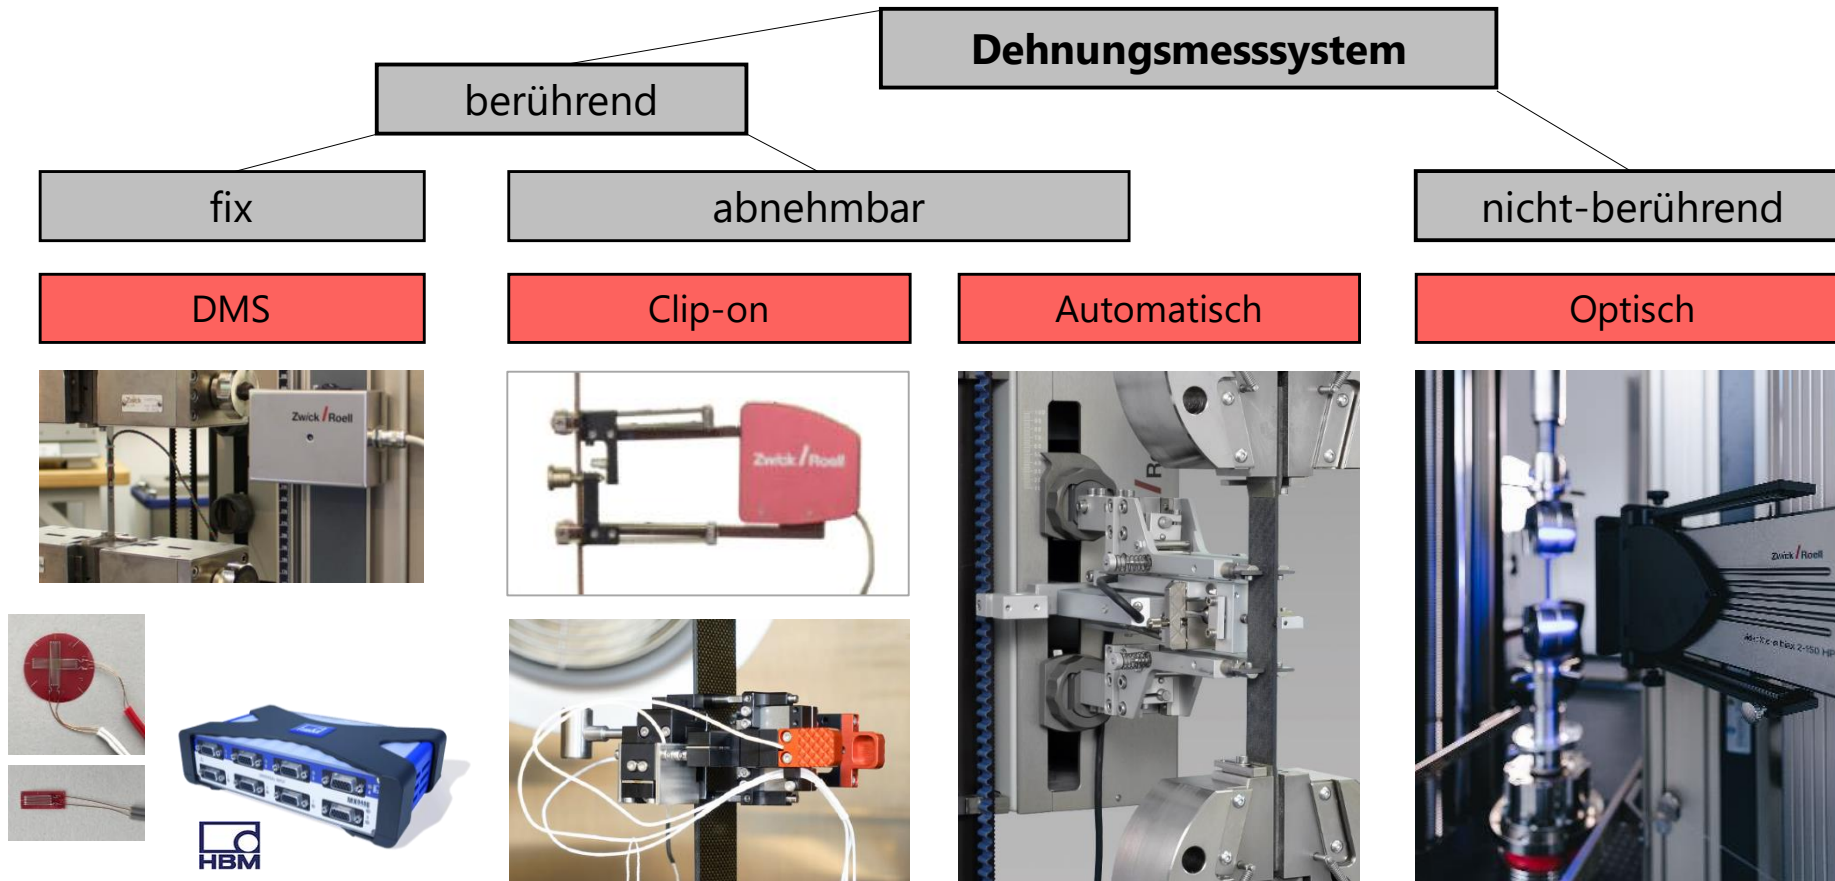 Dehnungsmesssystem
berührend
fix
abnehmbar
nicht-berührend
DMS
Clip-on
Automatisch
Optisch
Zwick / Roell
Zwick / Roell
Zwick / Roell
HBM